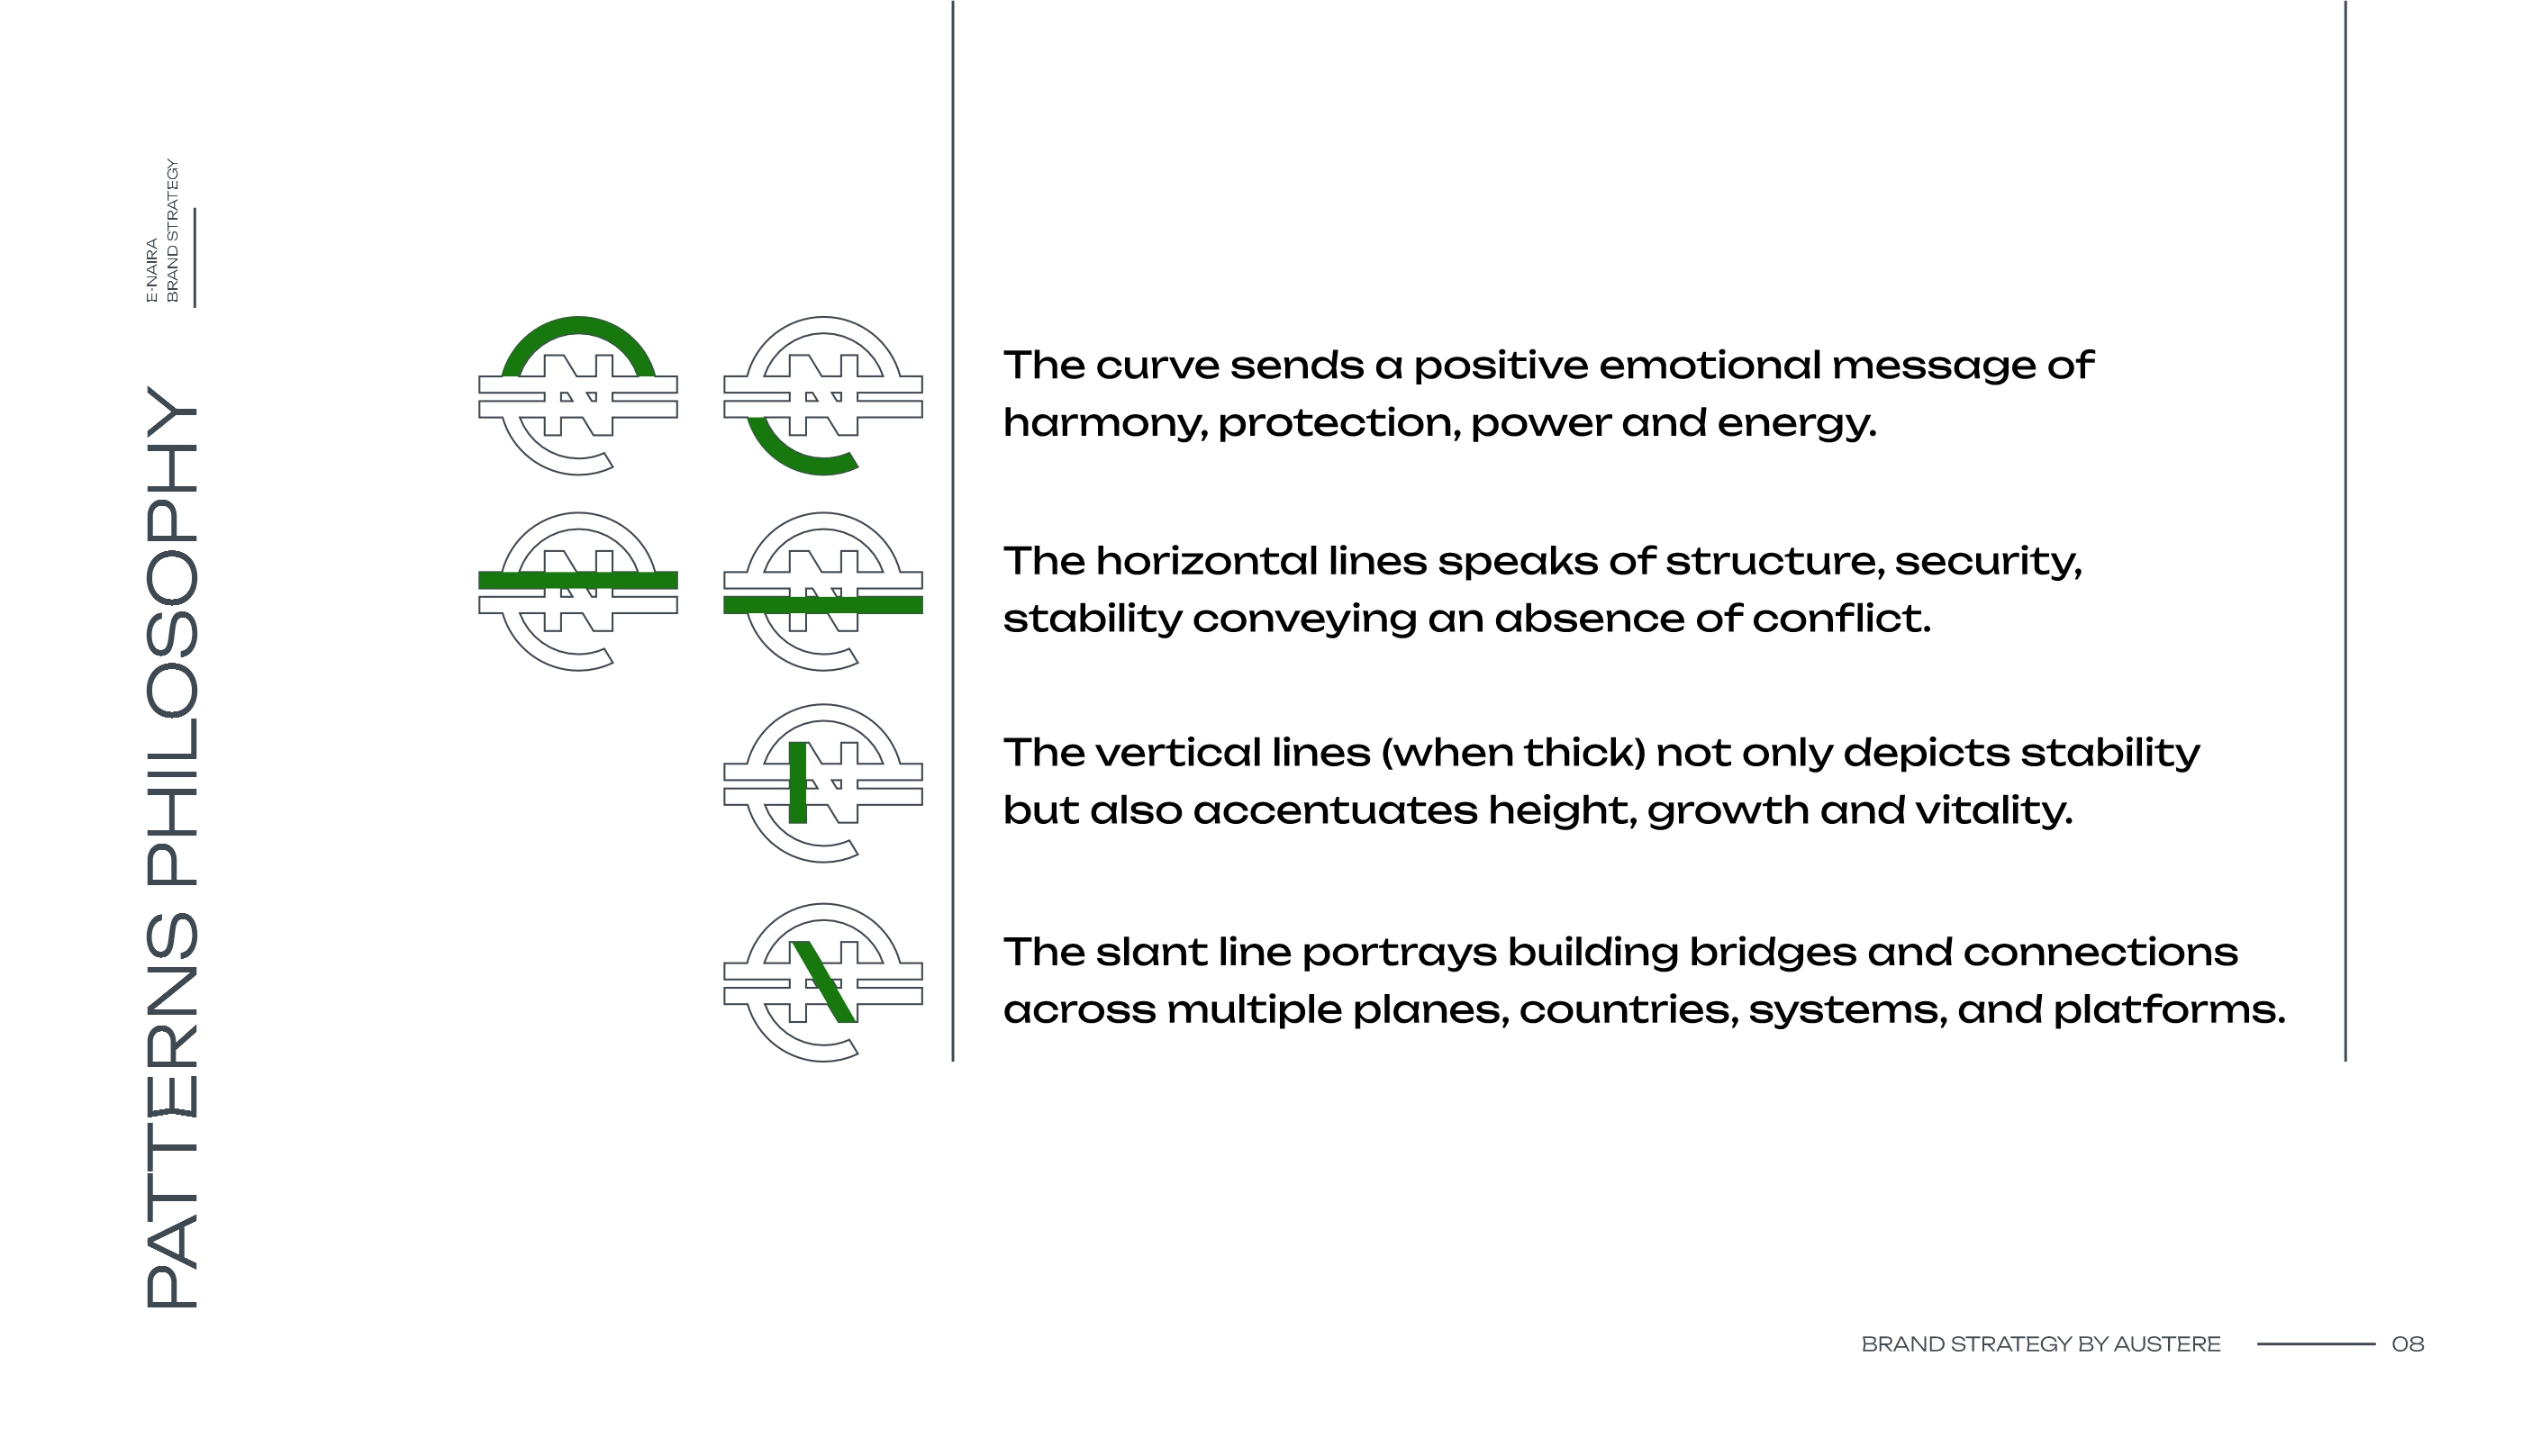 E-NAIRA
BRAND STRATEGY
PATTERNS PHILOSOPHY
The curve sends a positive emotional message of
harmony, protection, power and energy.
The horizontal lines speaks of structure, security,
stability conveying an absence of conflict.
The vertical lines (when thick) not only depicts stability
but also accentuates height, growth and vitality.
The slant line portrays building bridges and connections
across multiple planes, countries, systems, and platforms.
BRAND STRATEGY BY AUSTERE
08